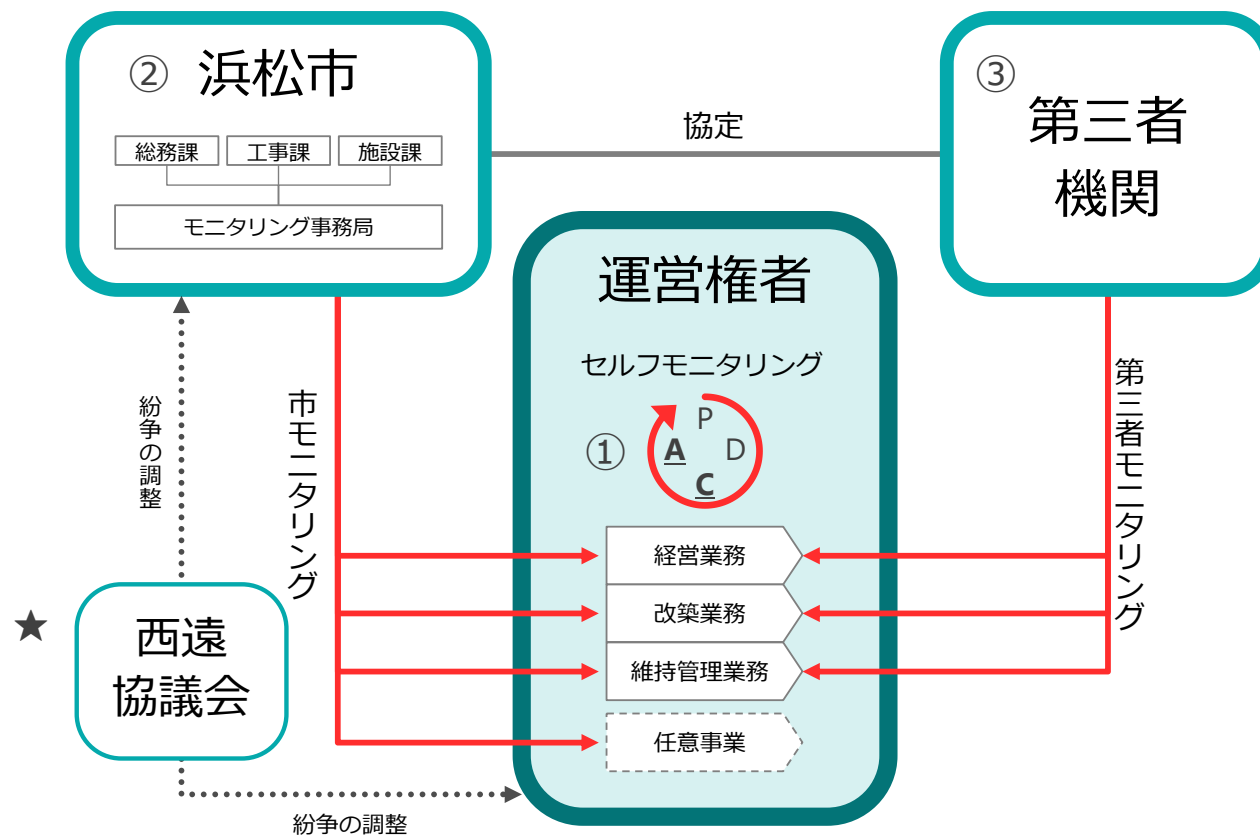 ② 浜松市
総務課
工事課
施設課
モニタリング事務局
協定
③
第三者
機関
運営権者
セルフモニタリング
①
P
D
C
A
経営業務
改築業務
維持管理業務
任意事業
市モニタリング
第三者モニタリング
紛争の調整
★
西遠
協議会
紛争の調整